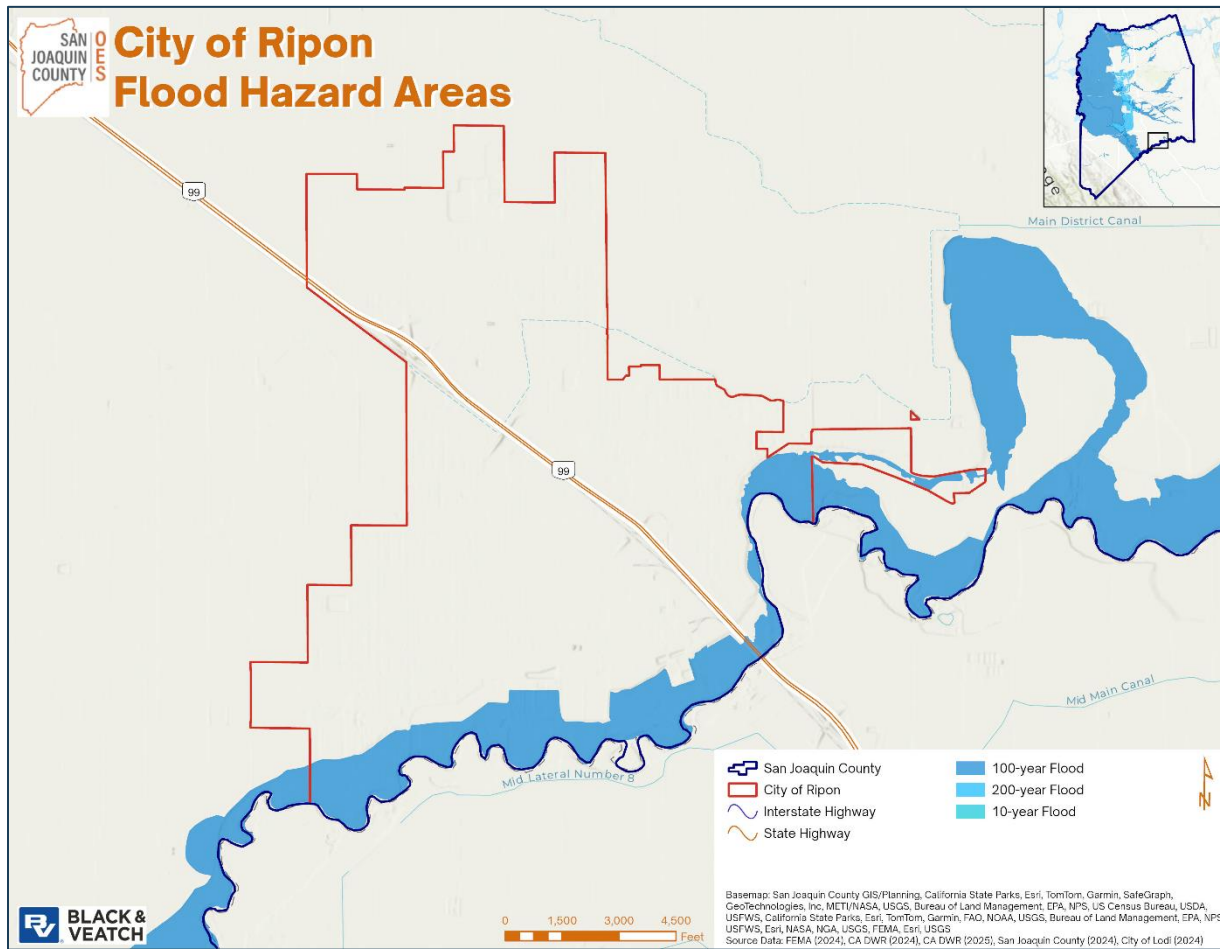 SAN
JOAQUIN
COUNTY
OES
City of Ripon
Flood Hazard Areas
99
Main District Canal
99
Mid Main Canal
Mid Lateral Number 8
San Joaquin County
City of Ripon
Interstate Highway
State Highway
100-year Flood
200-year Flood
10-year Flood
N
BV
BLACK &
VEATCH
0 1,500 3,000 4,500
Feet
Basemap: San Joaquin County GIS/Planning, California State Parks, Esri, TomTom, Garmin, SafeGraph,
GeoTechnologies, Inc, METI/NASA, USGS, Bureau of Land Management, EPA, NPS, US Census Bureau, USDA,
USFWS, California State Parks, Esri, TomTom, Garmin, FAO, NOAA, USGS, Bureau of Land Management, EPA, NPS,
USFWS, Esri, NASA, NGA, USGS, FEMA, Esri, USGS
Source Data: FEMA (2024), CA DWR (2024), CA DWR (2025), San Joaquin County (2024), City of Lodi (2024)